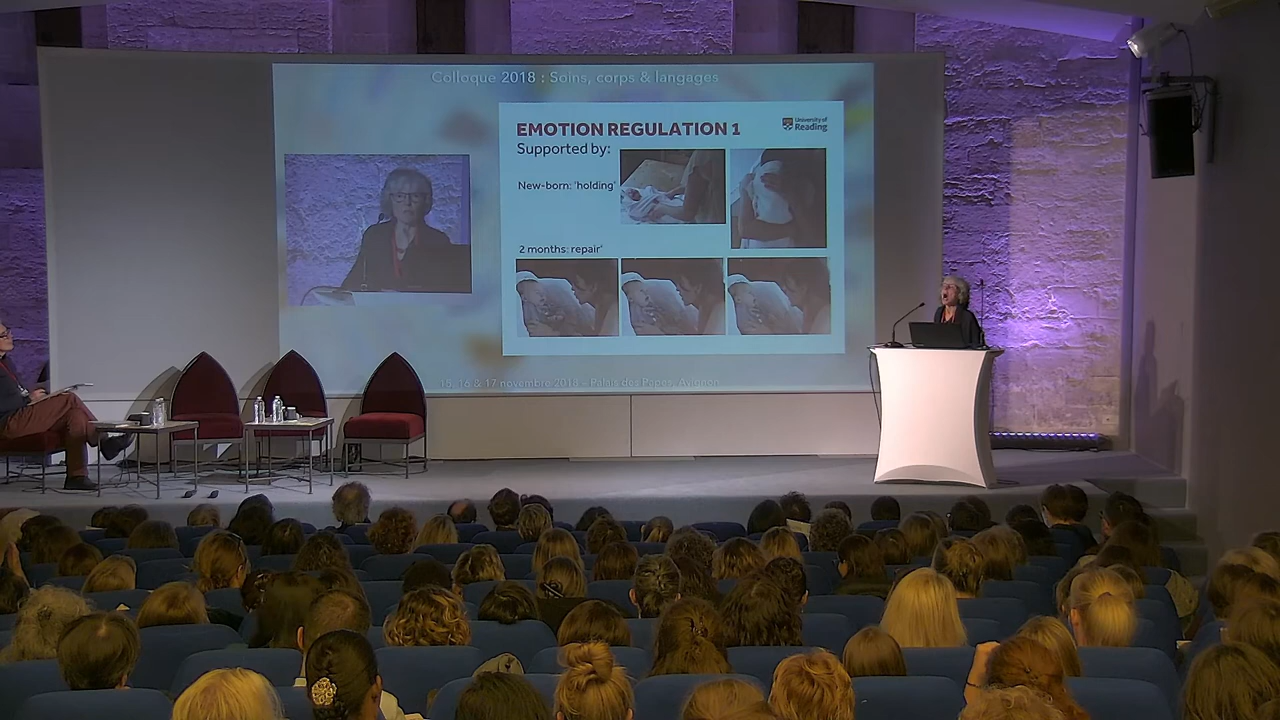 Colloque 2018 : Soins, corps & langages
EMOTION REGULATION 1
University of
Reading
Supported by:
New-born: 'holding'
2 months: repair'
15, 16 & 17 novembre 2018 - Palais des Papes, Avignon